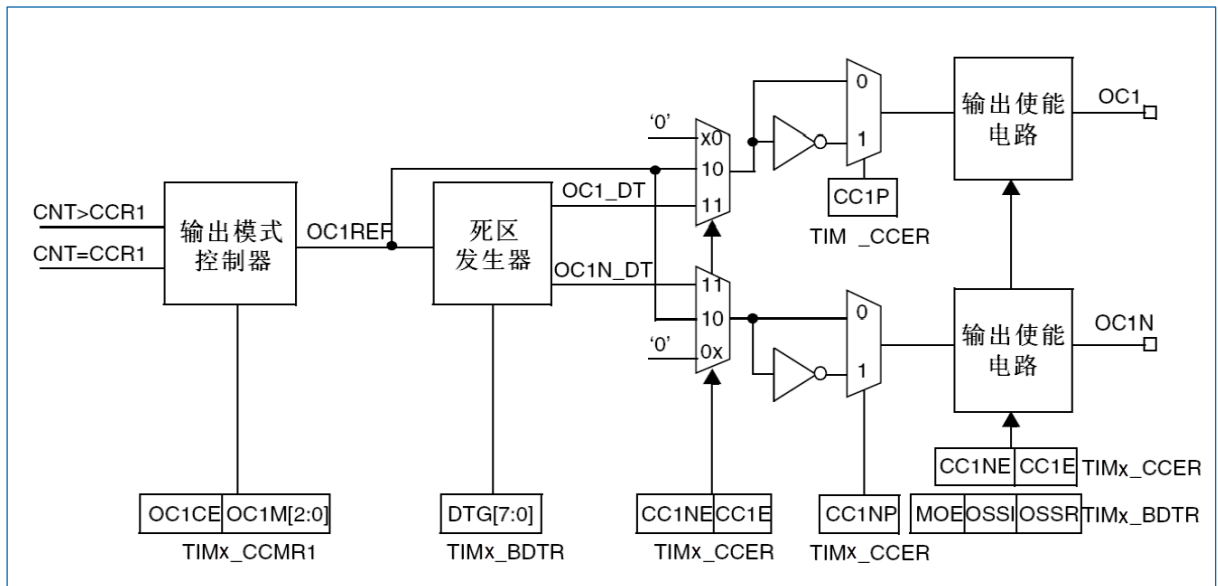 CNT>CCR1
CNT=CCR1
输出模式
控制器
OC1CE OC1M[2:0]
TIMx_CCMR1
OC1REF
死区
发生器
DTG[7:0]
TIMx_BDTR
OC1_DT
OC1N_DT
'0'
x0
10
11
11
10
'0'
0x
CC1NE CC1E
TIMx_CCER
0
1
CC1P
TIM _CCER
0
1
CC1NP
TIMx_CCER
输出使能
电路
OC1
输出使能
电路
OC1N
CC1NE CC1E TIMx_CCER
MOE OSSI OSSR TIMx_BDTR